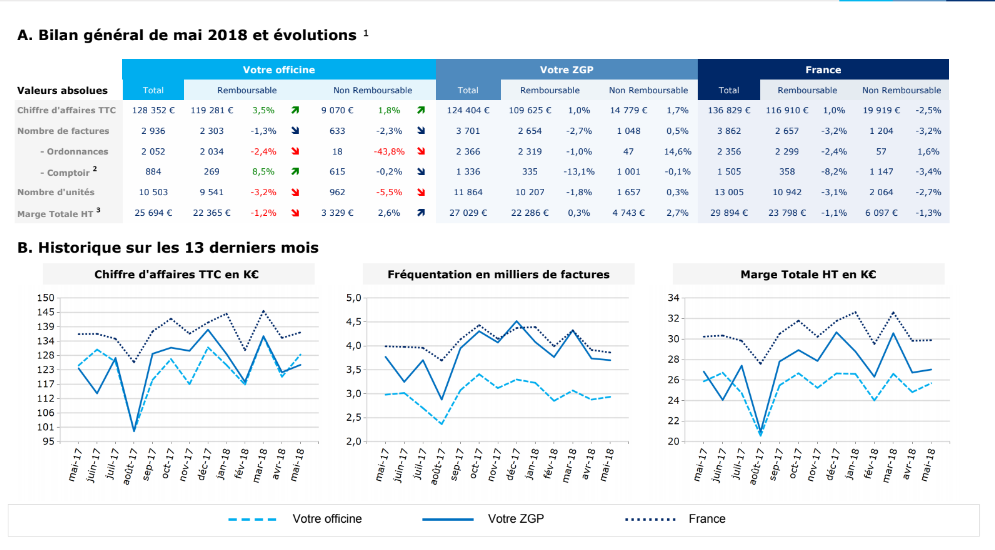 A. Bilan général de mai 2018 et évolutions 1
Votre officine Votre ZGP France
Valeurs absolues Total Remboursable Non Remboursable Total Remboursable Non Remboursable Total Remboursable Non Remboursable
Chiffre d'affaires TTC 128 352 € 119 281 € 3,5% 9 070 € 1,8% 124 404 € 109 625 € 1,0% 14 779 € 1,7% 136 829 € 116 910 € 1,0% 19 919 € -2,5%
Nombre de factures 2 936 2 303 -1,3% 633 -2,3% 3 701 2 654 -2,7% 1 048 0,5% 3 862 2 657 -3,2% 1 204 -3,2%
- Ordonnances 2 052 2 034 -2,4% 18 -43,8% 2 366 2 319 -1,0% 47 14,6% 2 356 2 299 -2,4% 57 1,6%
- Comptoir 2 884 269 8,5% 615 -0,2% 1 336 335 -13,1% 1 001 -0,1% 1 505 358 -8,2% 1 147 -3,4%
Nombre d'unités 10 503 9 541 -3,2% 962 -5,5% 11 864 10 207 -1,8% 1 657 0,3% 13 005 10 942 -3,1% 2 064 -2,7%
Marge Totale HT 3 25 694 € 22 365 € -1,2% 3 329 € 2,6% 27 029 € 22 286 € 0,3% 4 743 € 2,7% 29 894 € 23 798 € -1,1% 6 097 € -1,3%
B. Historique sur les 13 derniers mois
Chiffre d'affaires TTC en K€
150
145
139
134
128
123
117
112
106
101
95
mai-17 juin-17 juil-17 août-17 sep-17 oct-17 nov-17 déc-17 jan-18 fév-18 mar-18 avr-18 mai-18
Fréquentation en milliers de factures
5,0
4,5
4,0
3,5
3,0
2,5
2,0
mai-17 juin-17 juil-17 août-17 sep-17 oct-17 nov-17 déc-17 jan-18 fév-18 mar-18 avr-18 mai-18
Marge Totale HT en K€
34
32
30
28
26
24
22
20
mai-17 juin-17 juil-17 août-17 sep-17 oct-17 nov-17 déc-17 jan-18 fév-18 mar-18 avr-18 mai-18
Votre officine Votre ZGP France